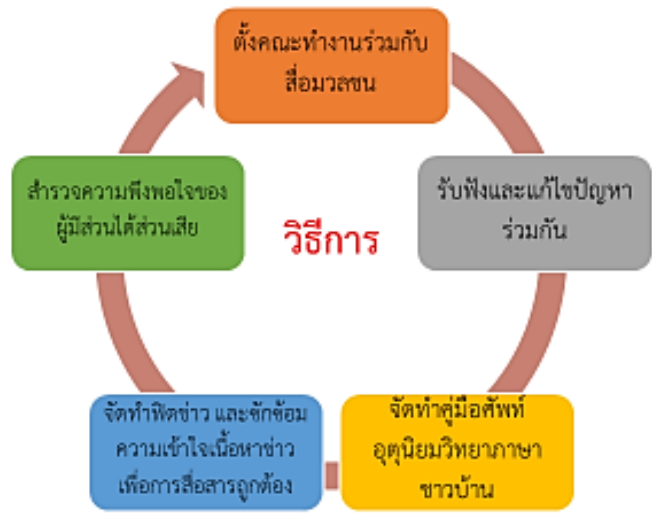 ตั้งคณะทำงานร่วมกับ
สื่อมวลชน
รับฟังและแก้ไขปัญหา
ร่วมกัน
จัดทำคู่มือศัพท์
อุตุนิยมวิทยาภาษา
ชาวบ้าน
จัดทำฟีดข่าว และซักซ้อม
ความเข้าใจเนื้อหาข่าว
เพื่อการสื่อสารถูกต้อง
สำรวจความพึงพอใจของ
ผู้มีส่วนได้ส่วนเสีย
วิธีการ